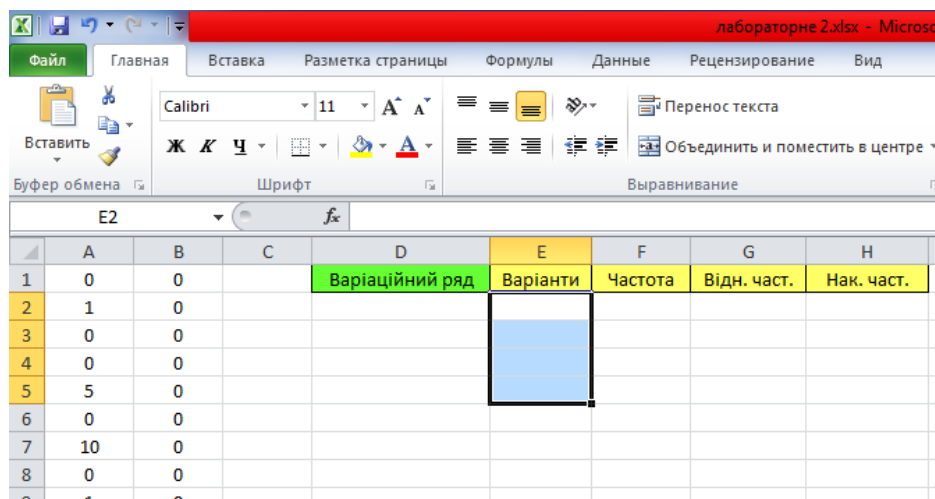 лабораторне 2.xlsx - Microso
Файл Главная Вставка Разметка страницы Формулы Данные Рецензирование Вид
Вставить
Calibri 11 A A
Ж К Ч A
Перенос текста
Объединить и поместить в центре
Буфер обмена Шрифт Выравнивание
E2 fx
A B C D E F G H
1 0 0 Варіаційний ряд Варіанти Частота Відн. част. Нак. част.
2 1 0
3 0 0
4 0 0
5 5 0
6 0 0
7 10 0
8 0 0